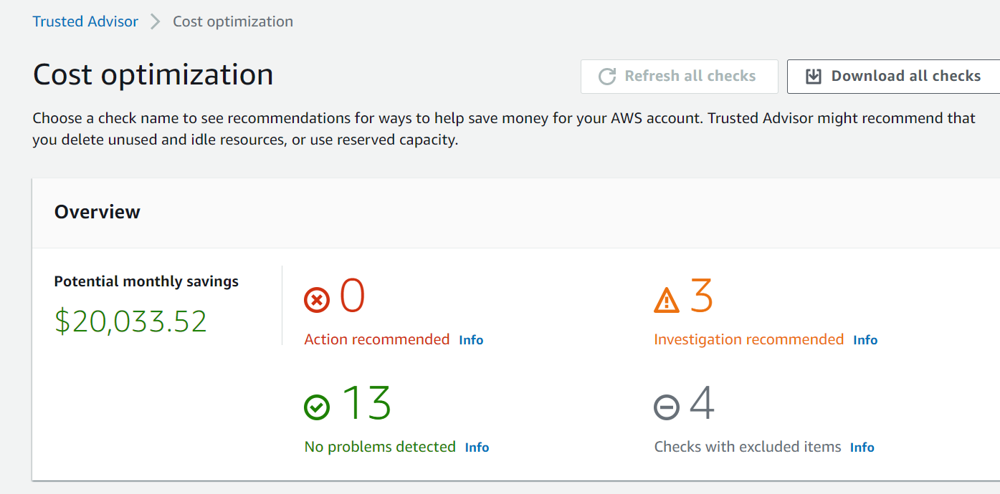 Trusted Advisor > Cost optimization
Cost optimization
Refresh all checks
Download all checks
Choose a check name to see recommendations for ways to help save money for your AWS account. Trusted Advisor might recommend that
you delete unused and idle resources, or use reserved capacity.
Overview
Potential monthly savings
$20,033.52
0
Action recommended Info
3
Investigation recommended Info
13
No problems detected Info
4
Checks with excluded items Info